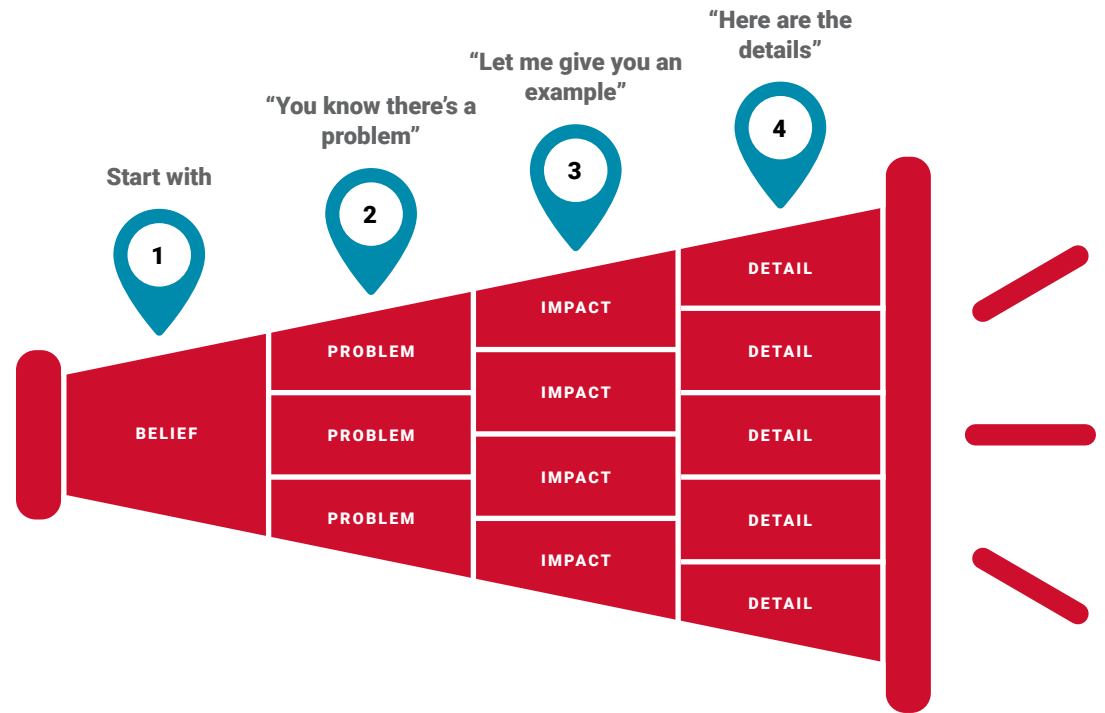 “Here are the
details”
“Let me give you an
example”
“You know there’s a
problem”
Start with
1
2
3
4
BELIEF
PROBLEM
PROBLEM
PROBLEM
IMPACT
IMPACT
IMPACT
IMPACT
DETAIL
DETAIL
DETAIL
DETAIL
DETAIL